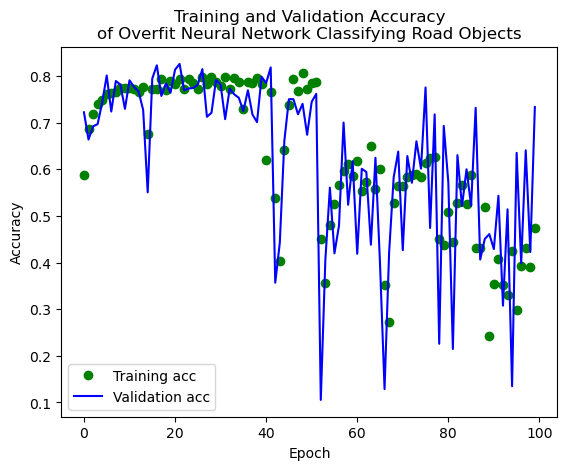 Training and Validation Accuracy
of Overfit Neural Network Classifying Road Objects
Accuracy
0.8
0.7
0.6
0.5
0.4
0.3
0.2
0.1
Training acc
Validation acc
0 20 40 60 80 100
Epoch